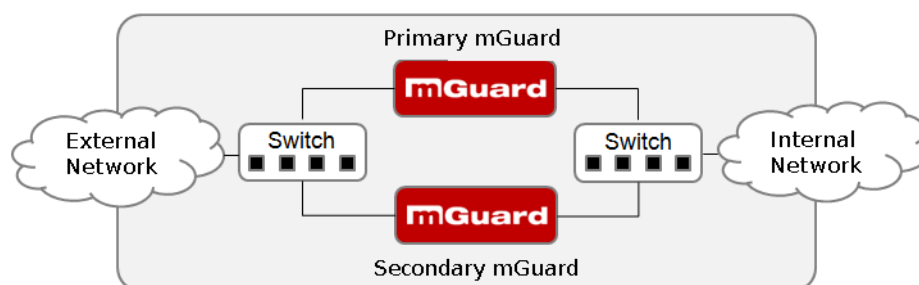 Primary mGuard
mGuard
External
Network
Switch
Switch
Internal
Network
mGuard
Secondary mGuard